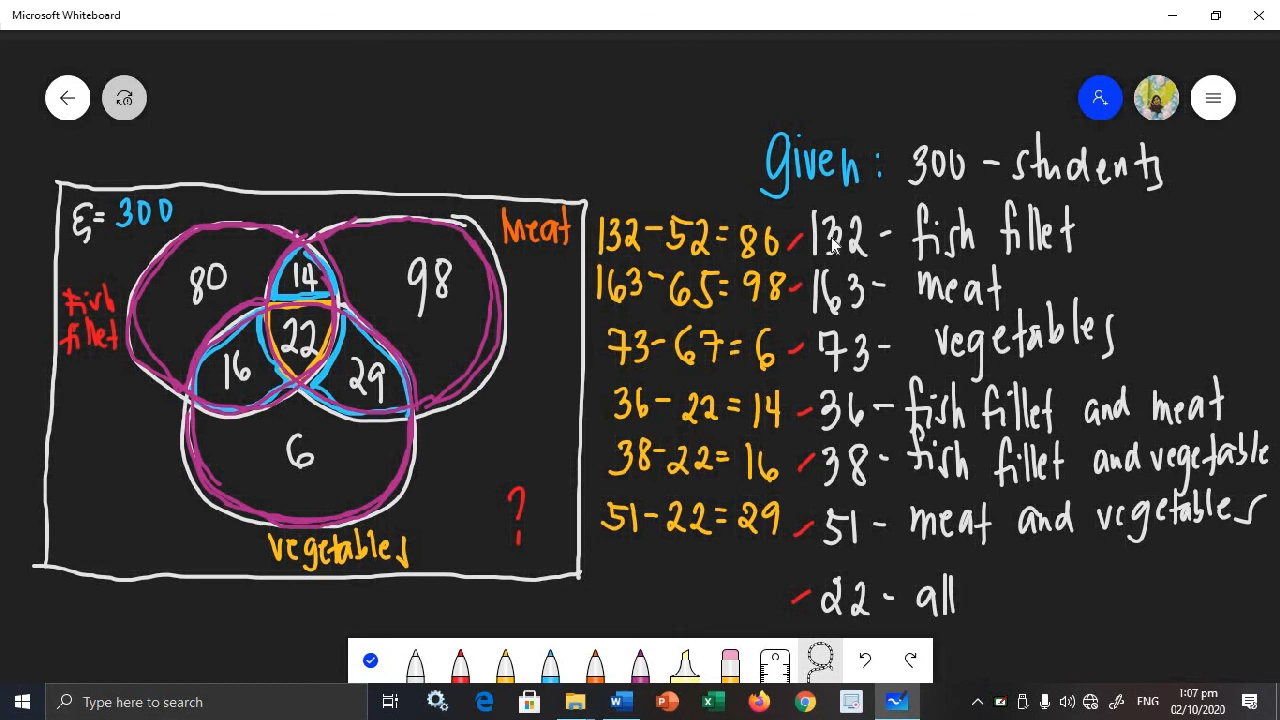 Microsoft Whiteboard
Given: 300 - students
ξ = 300
Meat
fish
fillet
80
14
98
22
16
29
6
?
vegetables
132 - 52 = 80
163 - 65 = 98
73 - 67 = 6
36 - 22 = 14
38 - 22 = 16
51 - 22 = 29
132 - fish fillet
163 - meat
73 - vegetables
36 - fish fillet and meat
38 - fish fillet and vegetable
51 - meat and vegetables
22 - all
Type here to search
ENG
1:07 pm
02/10/2020